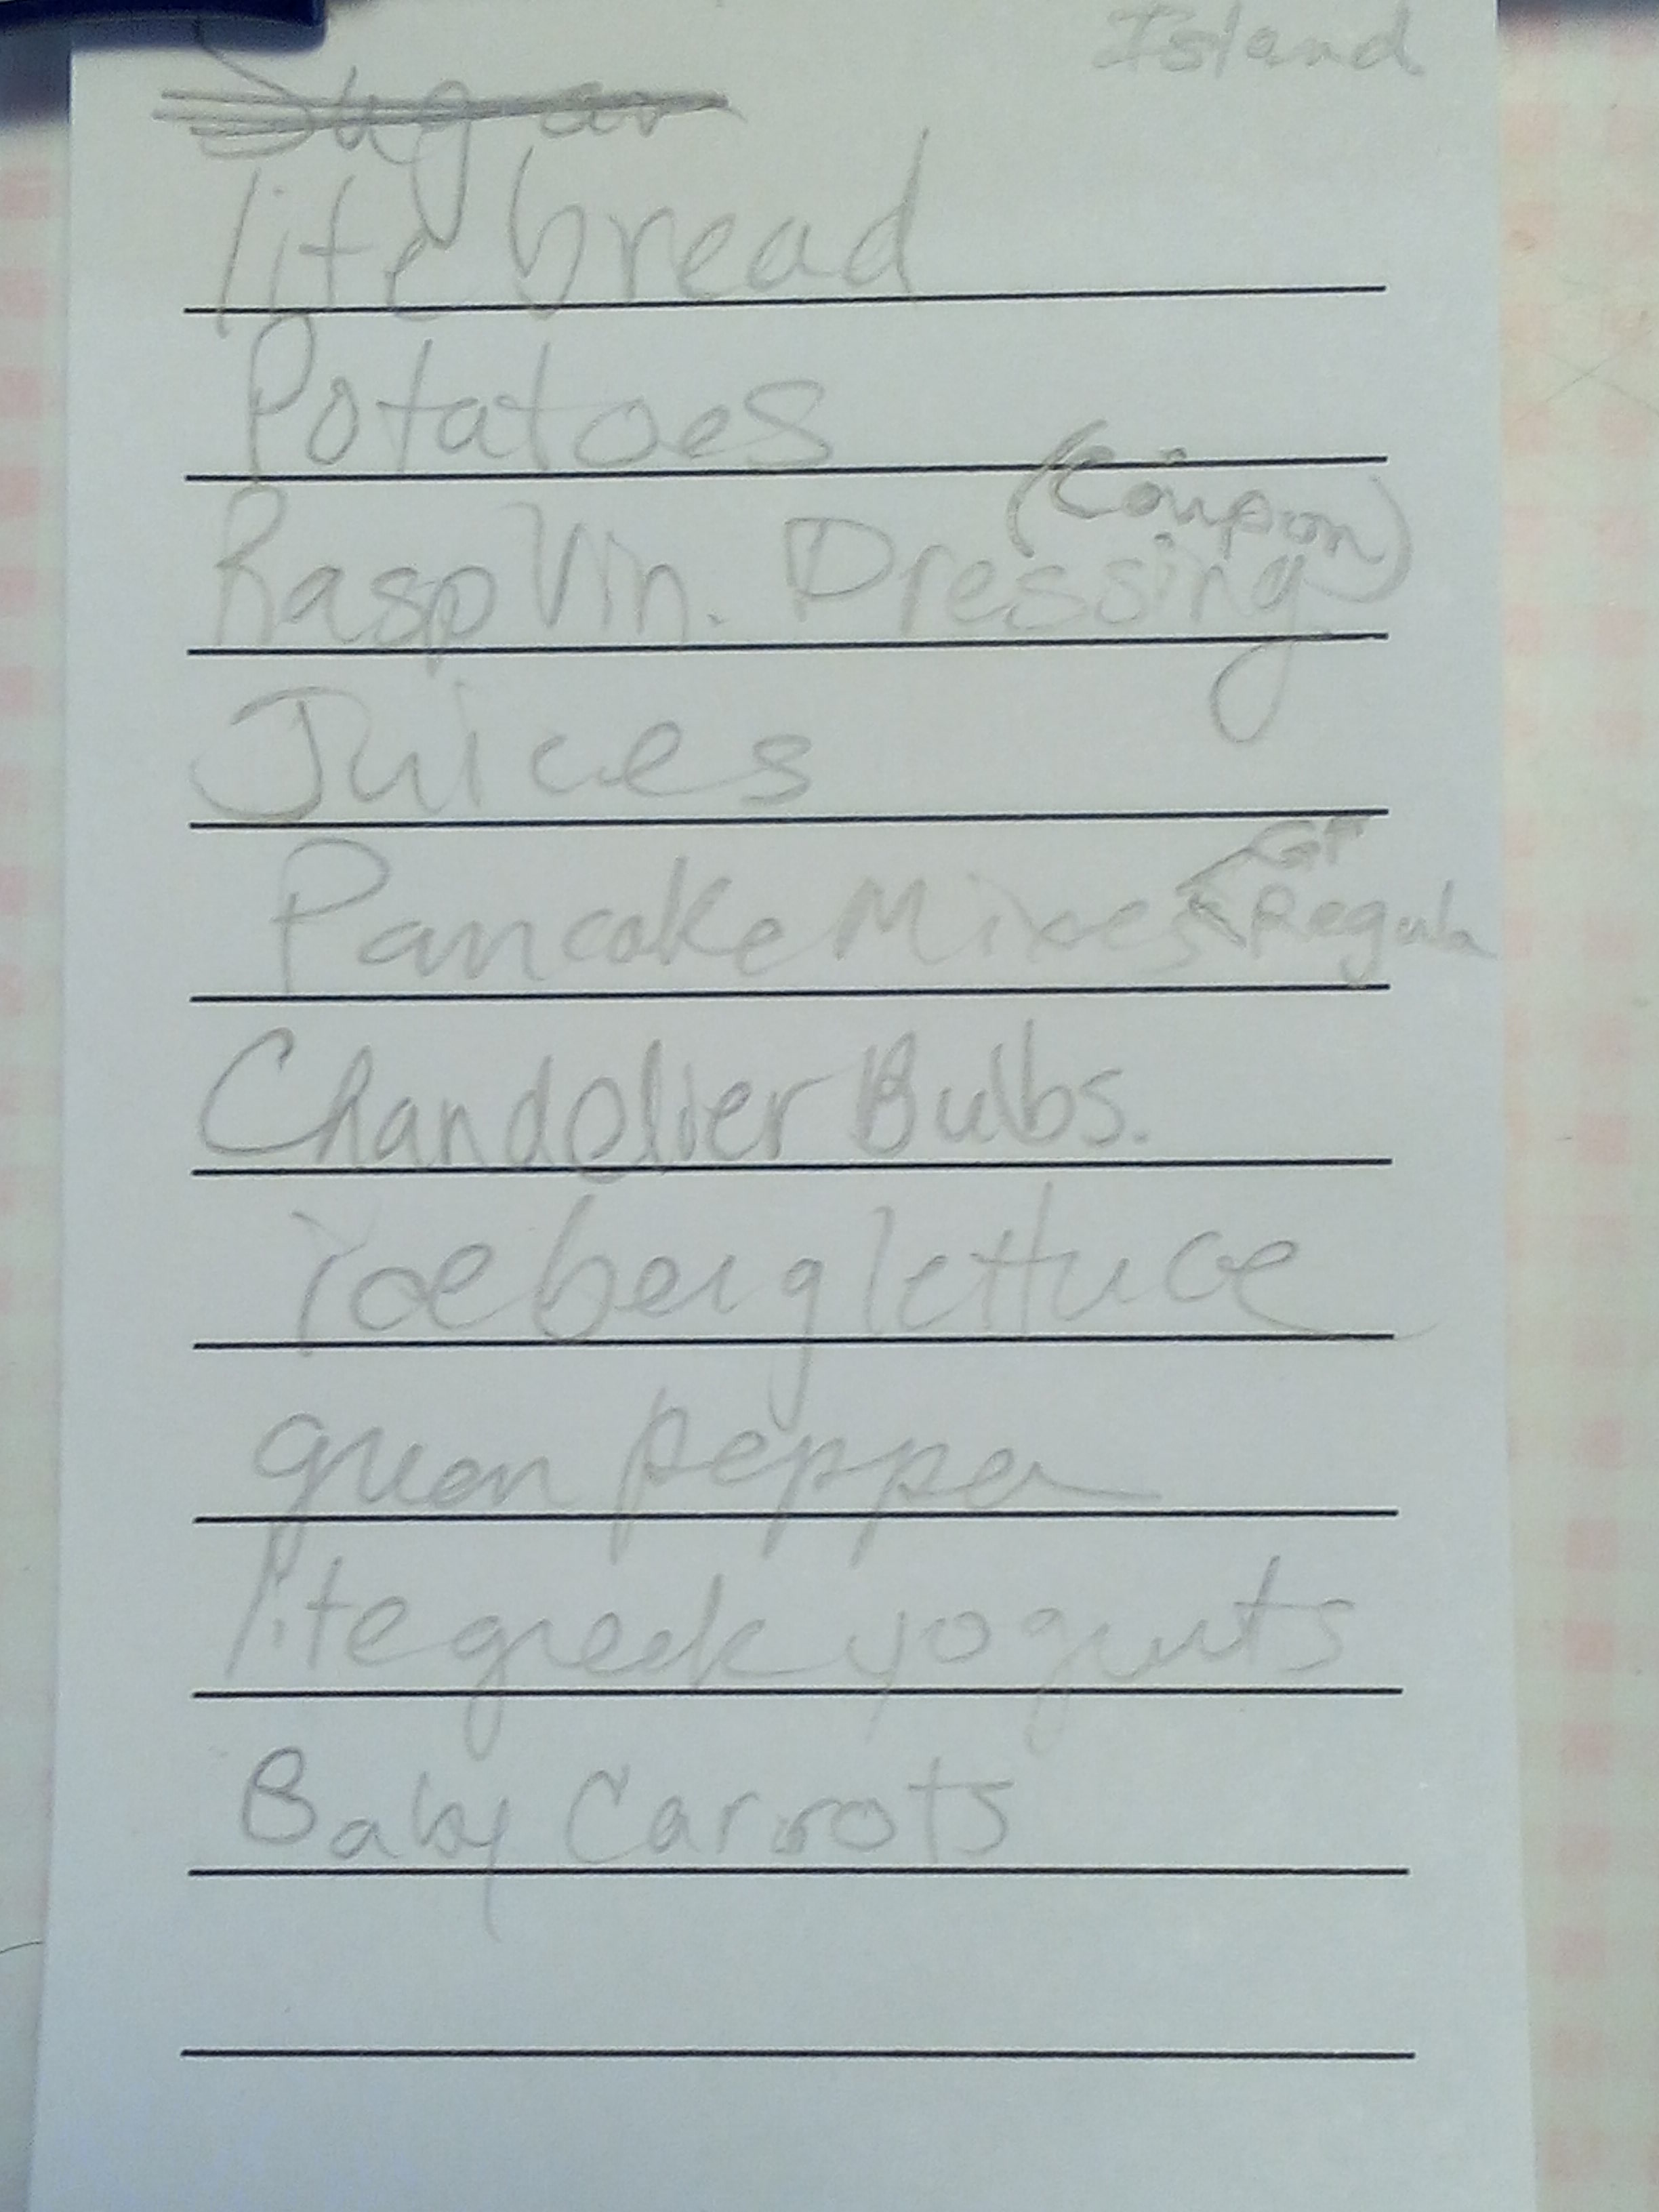 Island
Sugar
lite bread
Potatoes
(Coupon)
Rasp Vin. Dressing
Juices
GF
Pancake Mixes Regular
Chandelier Bulbs.
iceberg lettuce
green pepper
lite greek yogurts
Baby Carrots